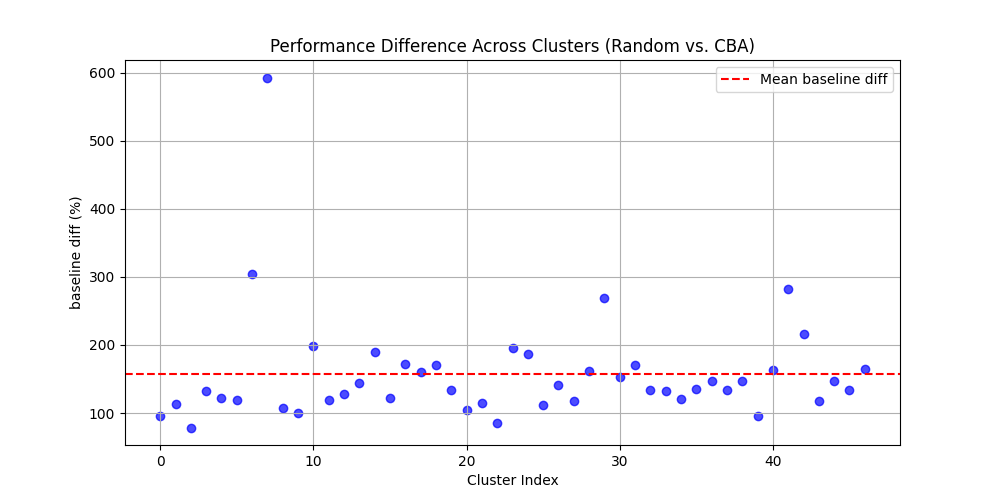 Performance Difference Across Clusters (Random vs. CBA)
Mean baseline diff
baseline diff (%)
600
500
400
300
200
100
0 10 20 30 40
Cluster Index